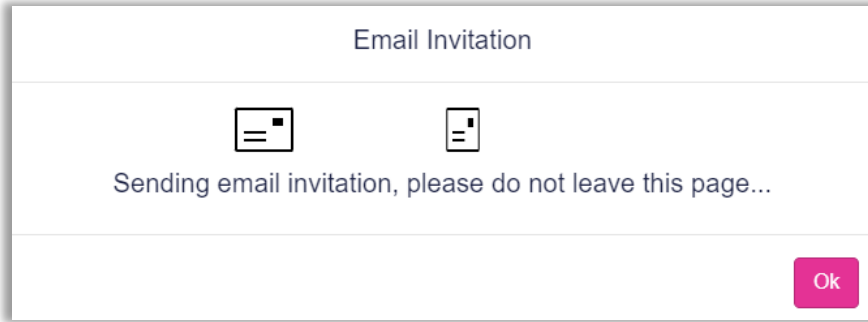 Email Invitation
Sending email invitation, please do not leave this page...
Ok